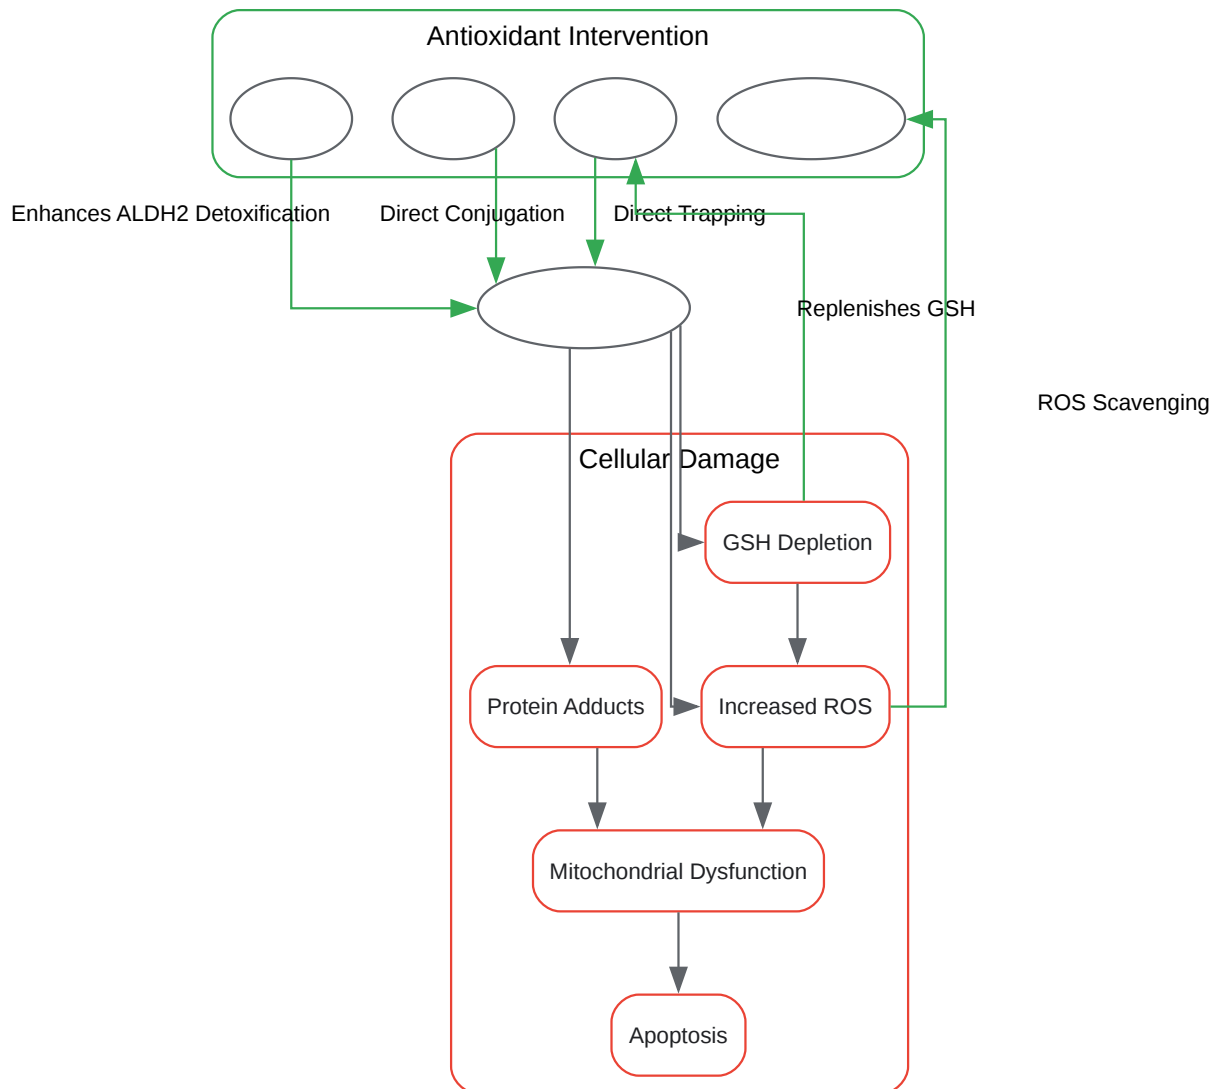 Antioxidant Intervention
Enhances ALDH2 Detoxification
Direct Conjugation
Direct Trapping
Replenishes GSH
ROS Scavenging
Cellular Damage
GSH Depletion
Protein Adducts
Increased ROS
Mitochondrial Dysfunction
Apoptosis